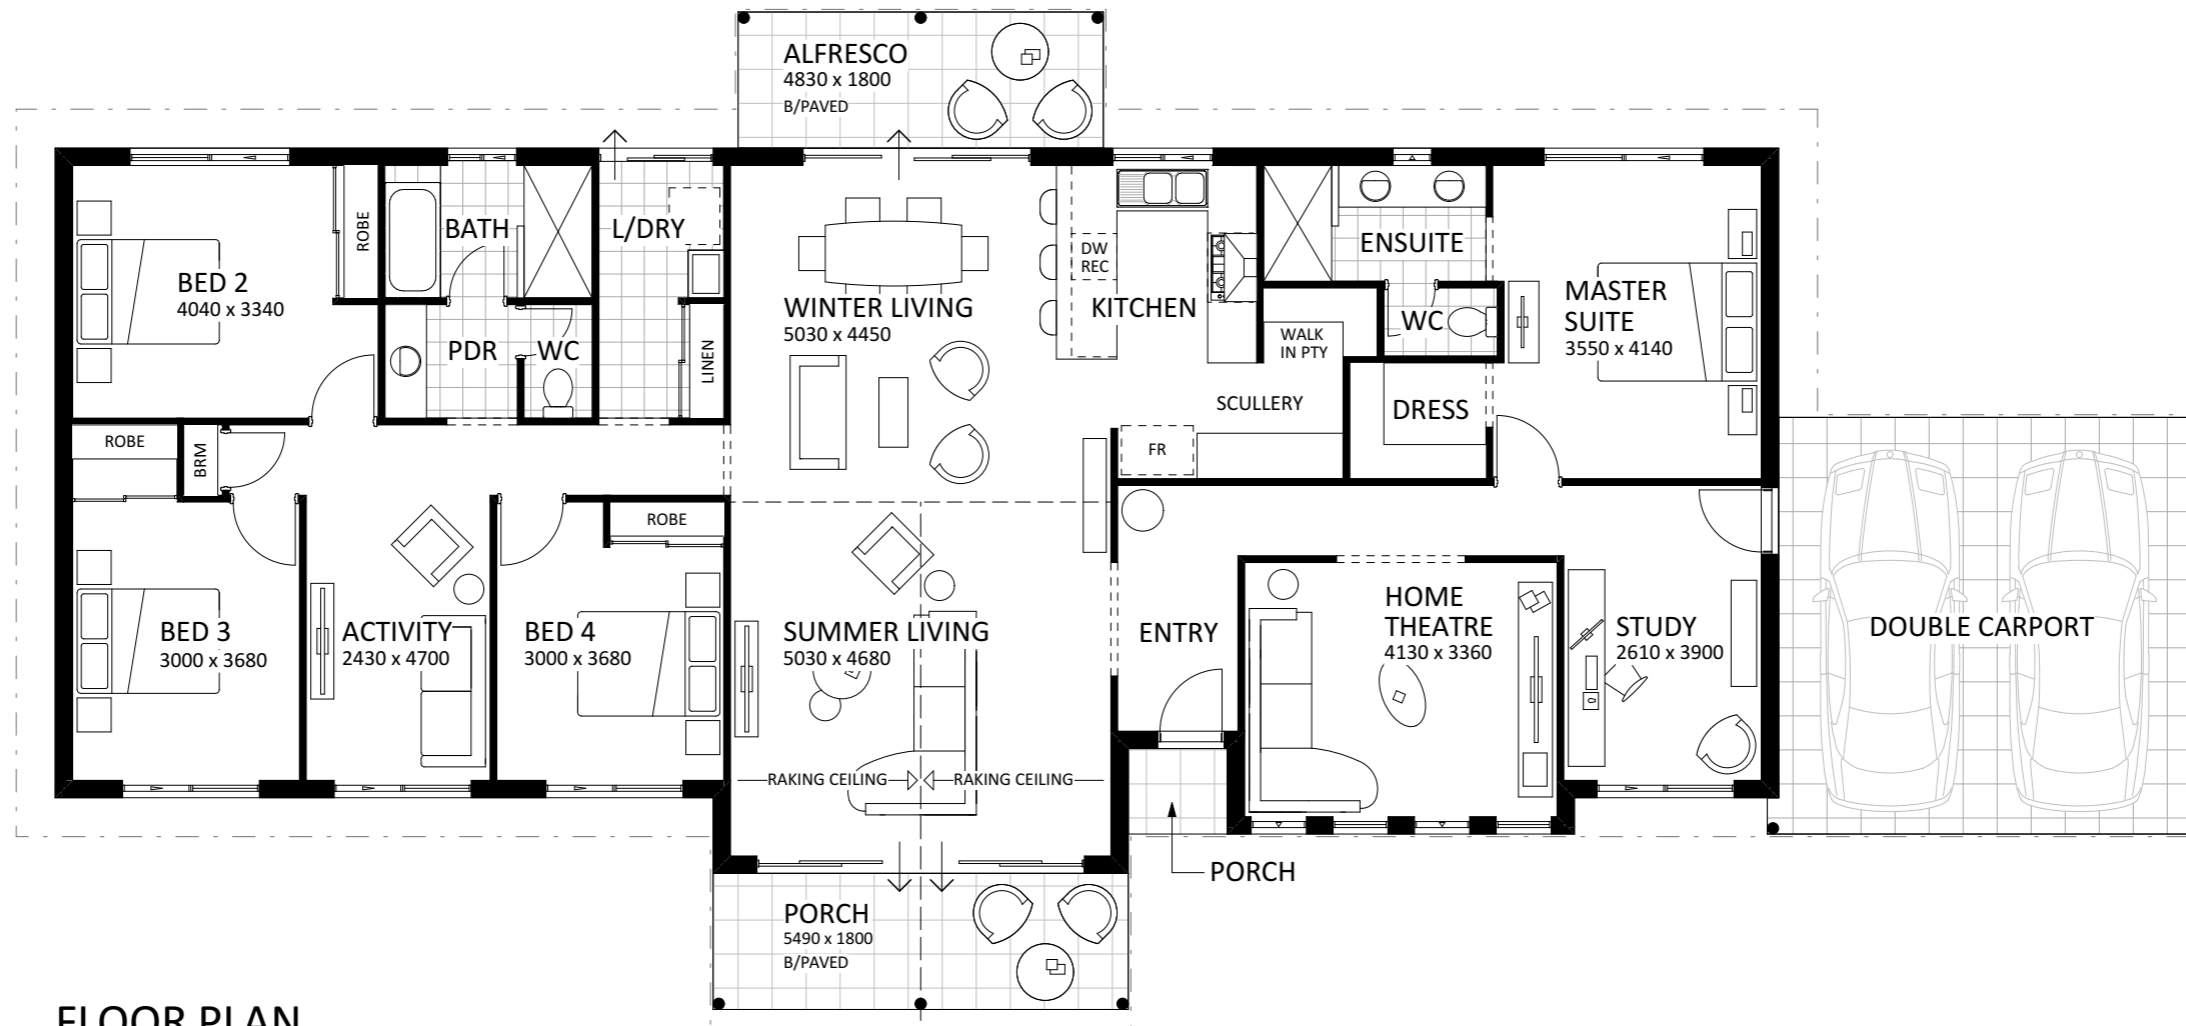 ALFRESCO
4830 x 1800
B/PAVED
BED 2
4040 x 3340
ROBE
BATH
L/DRY
PDR
WC
LINEN
WINTER LIVING
5030 x 4450
DW
REC
KITCHEN
ENSUITE
WC
WALK
IN PTY
SCULLERY
FR
DRESS
MASTER
SUITE
3550 x 4140
ROBE
BRM
BED 3
3000 x 3680
ACTIVITY
2430 x 4700
ROBE
BED 4
3000 x 3680
SUMMER LIVING
5030 x 4680
RAKING CEILING
RAKING CEILING
ENTRY
HOME
THEATRE
4130 x 3360
STUDY
2610 x 3900
DOUBLE CARPORT
PORCH
PORCH
5490 x 1800
B/PAVED
FLOOR PLAN